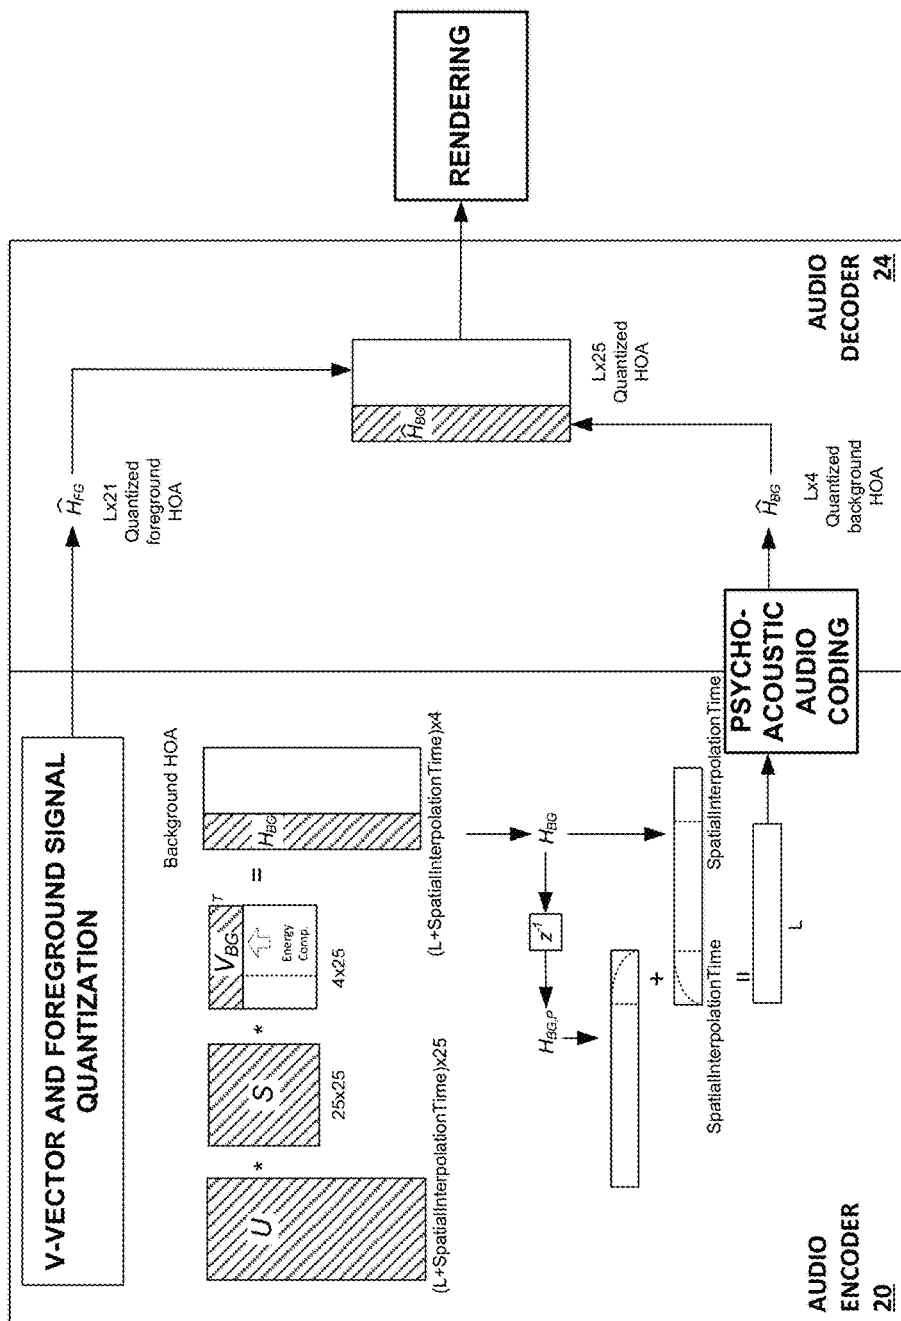 V-VECTOR AND FOREGROUND SIGNAL
QUANTIZATION
U
(L+SpatialInterpolationTime)x25
*
S
25x25
*
V_BG
T
Energy
Comp.
4x25
=
Background HOA
H_BG
(L+SpatialInterpolationTime)x4
H_BG
z^-1
H_BG,P
+
SpatialInterpolationTime
SpatialInterpolationTime
=
L
AUDIO
ENCODER
20
PSYCHO-
ACOUSTIC
AUDIO
CODING
Ĥ_FG
Lx21
Quantized
foreground
HOA
Ĥ_BG
Lx4
Quantized
background
HOA
Ĥ_BG
Lx25
Quantized
HOA
AUDIO
DECODER
24
RENDERING